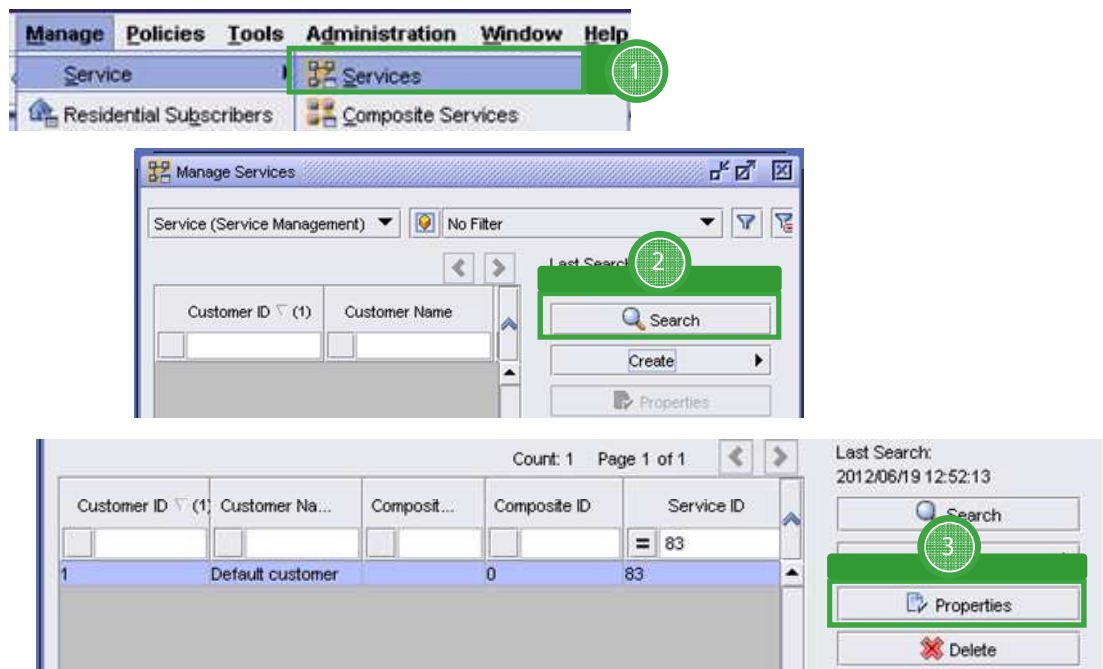 Manage Policies Tools Administration Window Help
Service Services 1
Residential Subscribers Composite Services
Manage Services
Service (Service Management) No Filter
Last Search 2
Customer ID (1) Customer Name
Search
Create
Properties
Count: 1 Page 1 of 1
Last Search:
2012/06/19 12:52:13
Customer ID (1) Customer Na... Composit... Composite ID Service ID
Search
= 83
3
1 Default customer 0 83
Properties
Delete